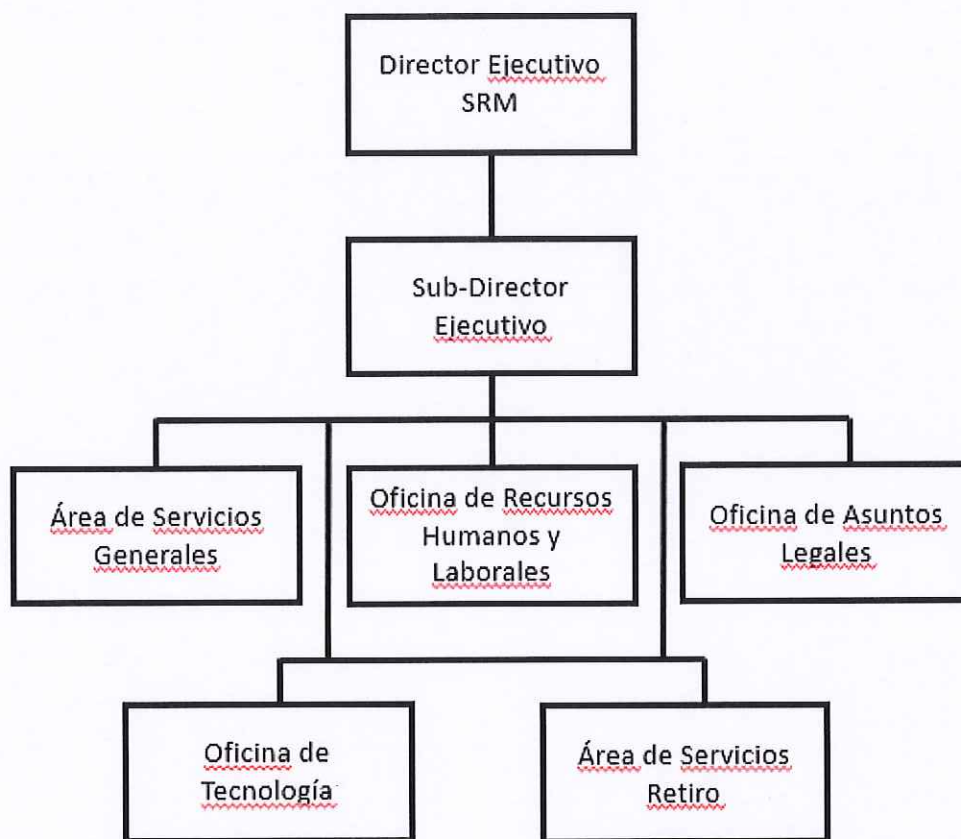 Director Ejecutivo
SRM
Sub-Director
Ejecutivo
Área de Servicios
Generales
Oficina de Recursos
Humanos y
Laborales
Oficina de Asuntos
Legales
Oficina de
Tecnología
Área de Servicios
Retiro